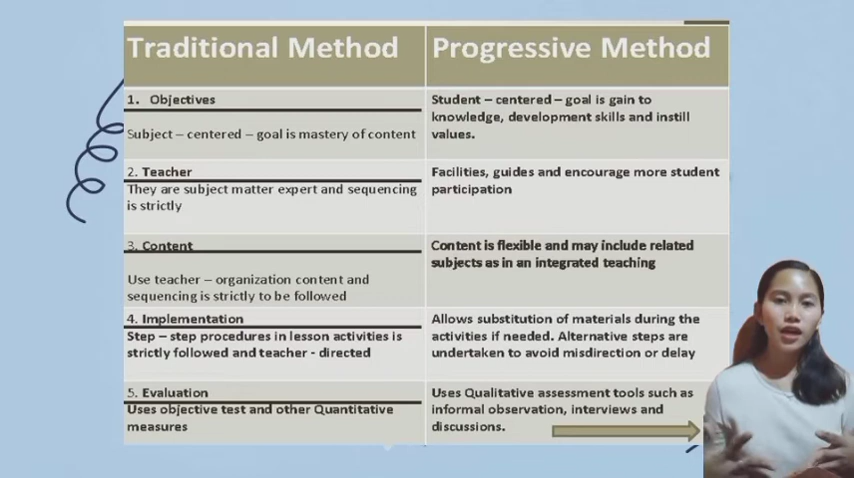 Traditional Method
Progressive Method
1. Objectives
Subject – centered – goal is mastery of content
Student – centered – goal is gain to
knowledge, development skills and instill
values.
2. Teacher
They are subject matter expert and sequencing
is strictly
Facilities, guides and encourage more student
participation
3. Content
Use teacher – organization content and
sequencing is strictly to be followed
Content is flexible and may include related
subjects as in an integrated teaching
4. Implementation
Step – step procedures in lesson activities is
strictly followed and teacher - directed
Allows substitution of materials during the
activities if needed. Alternative steps are
undertaken to avoid misdirection or delay
5. Evaluation
Uses objective test and other Quantitative
measures
Uses Qualitative assessment tools such as
informal observation, interviews and
discussions.